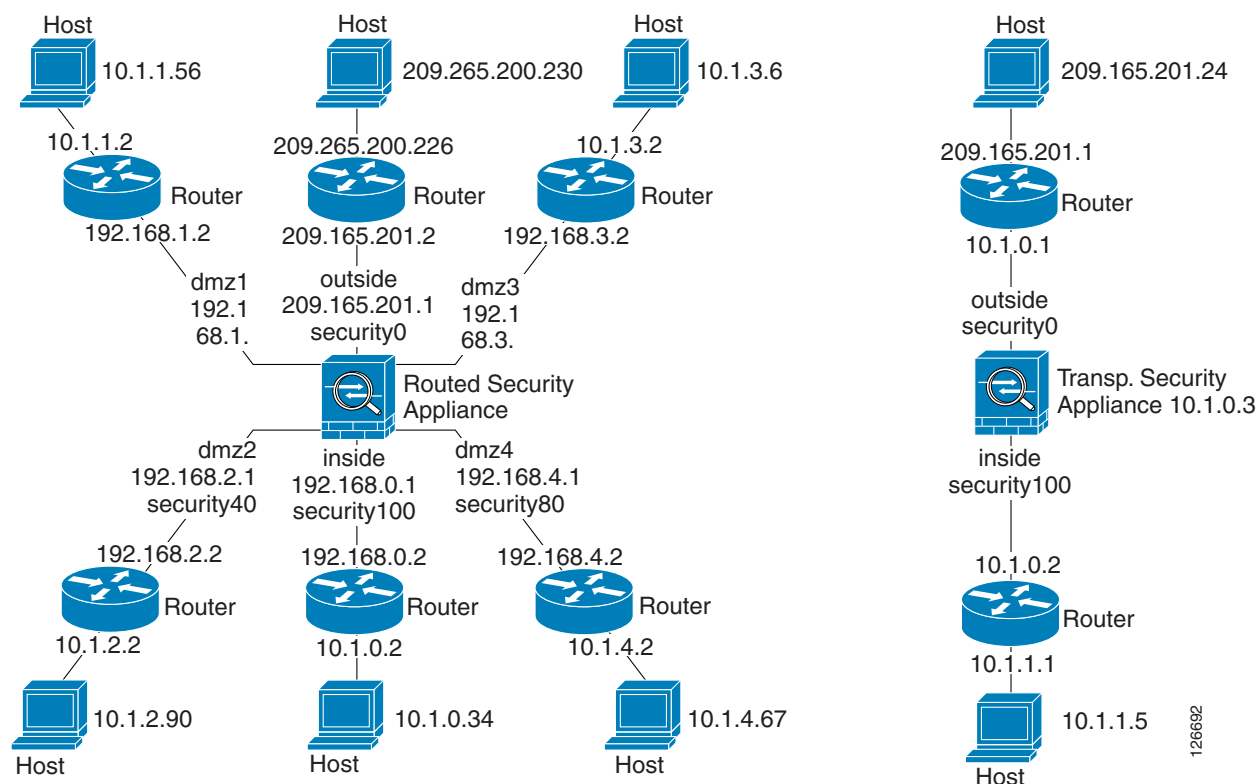 Host
Host
Host
Host
10.1.1.56
209.265.200.230
10.1.3.6
209.165.201.24
10.1.1.2
209.265.200.226
10.1.3.2
209.165.201.1
Router
Router
Router
Router
192.168.1.2
209.165.201.2
192.168.3.2
10.1.0.1
dmz1
192.1
68.1.
outside
209.165.201.1
security0
dmz3
192.1
68.3.
outside
security0
Routed Security
Appliance
Transp. Security
Appliance 10.1.0.3
dmz2
192.168.2.1
security40
inside
192.168.0.1
security100
dmz4
192.168.4.1
security80
inside
security100
192.168.2.2
192.168.0.2
192.168.4.2
10.1.0.2
Router
Router
Router
Router
10.1.2.2
10.1.0.2
10.1.4.2
10.1.1.1
10.1.2.90
10.1.0.34
10.1.4.67
10.1.1.5
Host
Host
Host
Host
126692